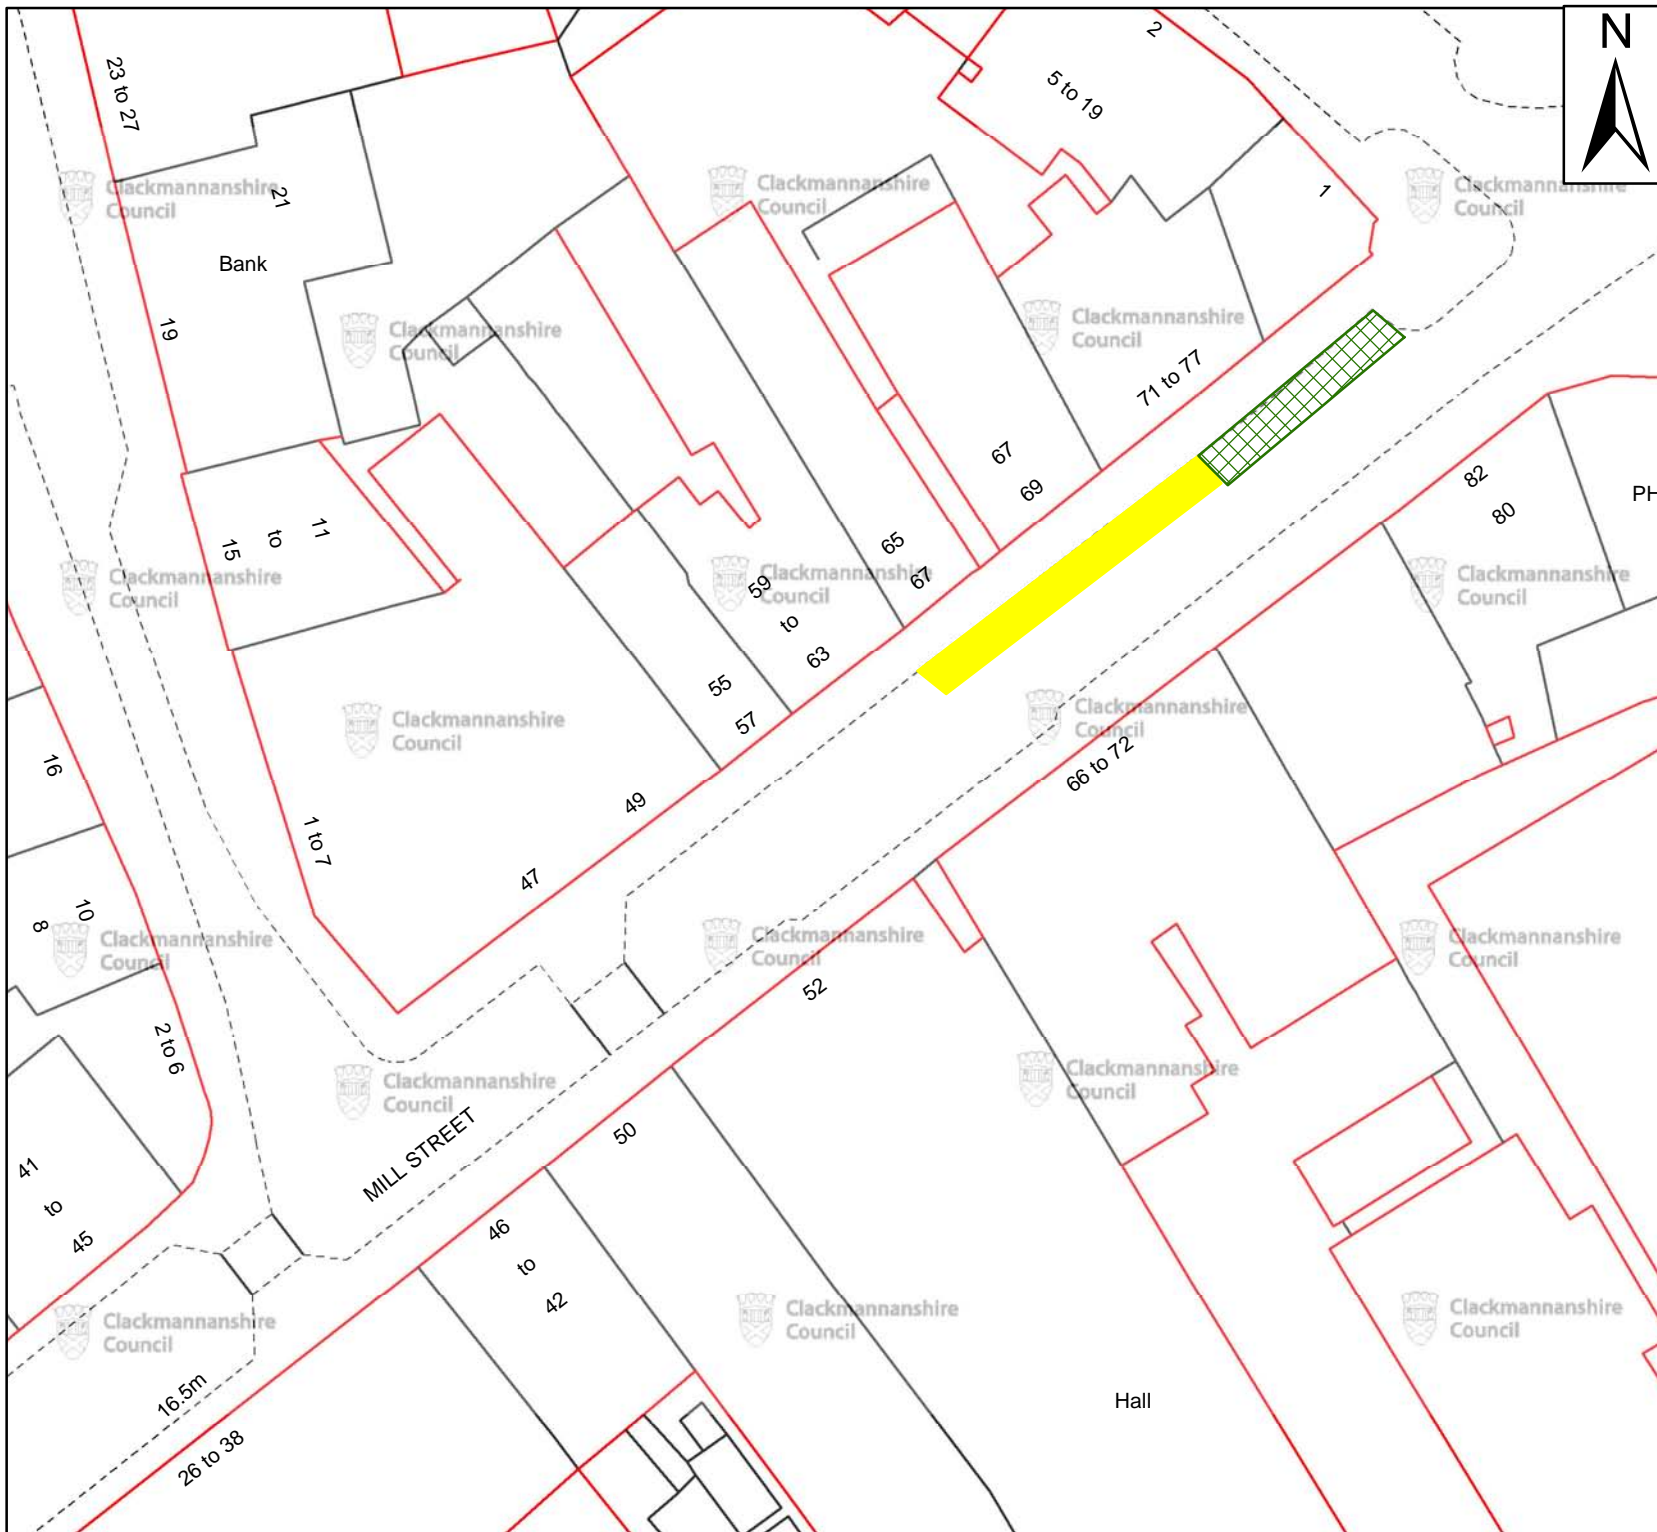 N
2
23 to 27
5 to 19
Clackmannanshire
Council
21
Clackmannanshire
Council
1
Clackmannanshire
Council
Bank
19
Clackmannanshire
Council
Clackmannanshire
Council
71 to 77
67
69
82
80
PH
11
to
15
65
67
59
to
63
Clackmannanshire
Council
Clackmannanshire
Council
Clackmannanshire
Council
55
57
Clackmannanshire
Council
Clackmannanshire
Council
66 to 72
16
49
1 to 7
47
10
8
Clackmannanshire
Council
Clackmannanshire
Council
Clackmannanshire
Council
52
2 to 6
Clackmannanshire
Council
Clackmannanshire
Council
MILL STREET
50
41
to
45
46
to
42
Clackmannanshire
Council
Clackmannanshire
Council
Clackmannanshire
Council
16.5m
26 to 38
Hall